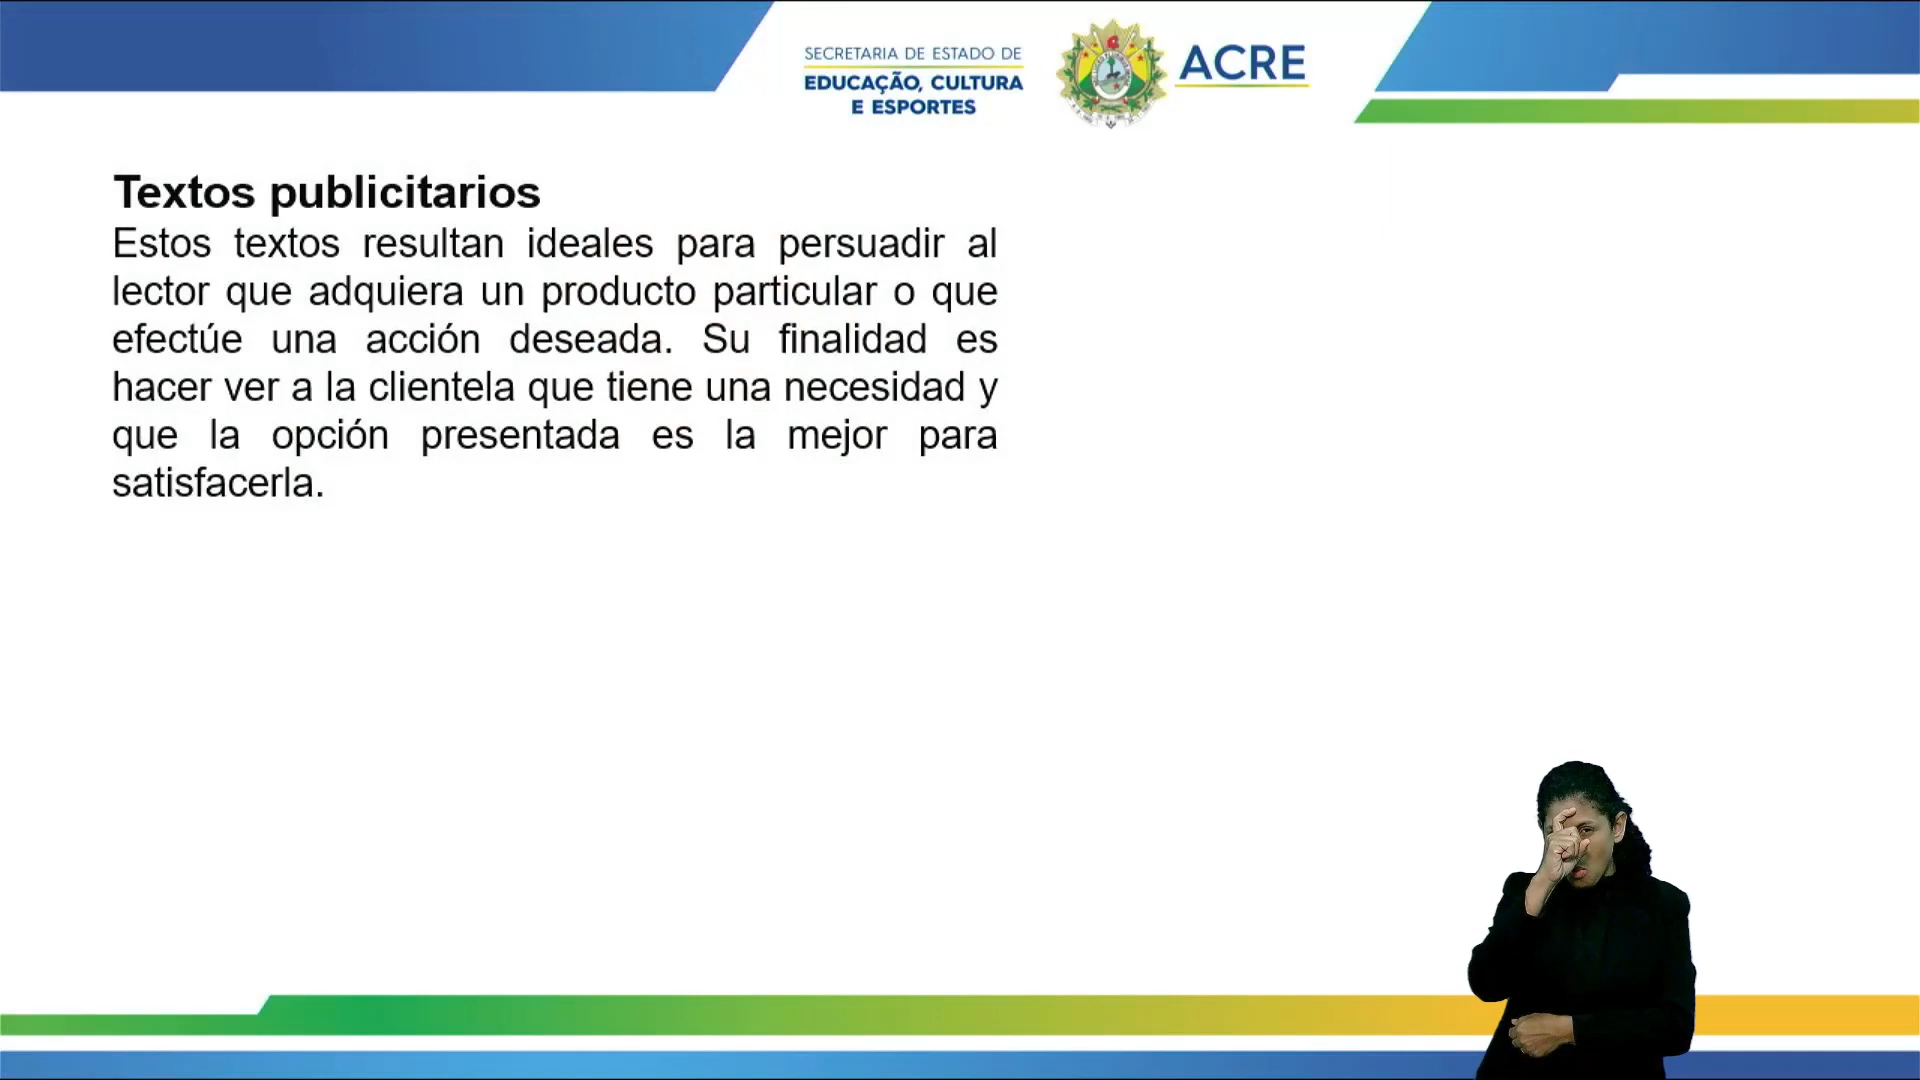 SECRETARIA DE ESTADO DE
EDUCAÇÃO, CULTURA
E ESPORTES
ACRE
Textos publicitarios
Estos textos resultan ideales para persuadir al
lector que adquiera un producto particular o que
efectúe una acción deseada. Su finalidad es
hacer ver a la clientela que tiene una necesidad y
que la opción presentada es la mejor para
satisfacerla.